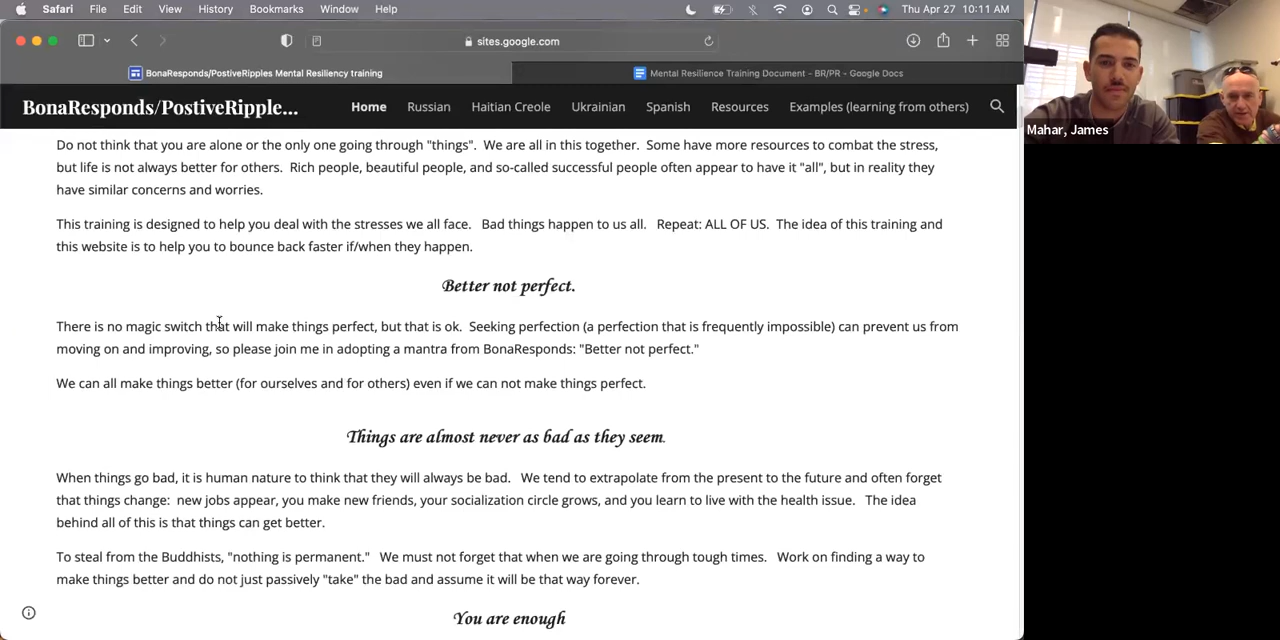 Safari File Edit View History Bookmarks Window Help Thu Apr 27 10:11 AM
sites.google.com
BonaResponds/PostiveRipples Mental Resiliency training
Mental Resilience Training Document - BR/PR - Google Docs
BonaResponds/PostiveRipple... Home Russian Haitian Creole Ukrainian Spanish Resources Examples (learning from others)
Mahar, James
Do not think that you are alone or the only one going through "things". We are all in this together. Some have more resources to combat the stress,
but life is not always better for others. Rich people, beautiful people, and so-called successful people often appear to have it "all", but in reality they
have similar concerns and worries.
This training is designed to help you deal with the stresses we all face. Bad things happen to us all. Repeat: ALL OF US. The idea of this training and
this website is to help you to bounce back faster if/when they happen.
Better not perfect.
There is no magic switch that will make things perfect, but that is ok. Seeking perfection (a perfection that is frequently impossible) can prevent us from
moving on and improving, so please join me in adopting a mantra from BonaResponds: "Better not perfect."
We can all make things better (for ourselves and for others) even if we can not make things perfect.
Things are almost never as bad as they seem.
When things go bad, it is human nature to think that they will always be bad. We tend to extrapolate from the present to the future and often forget
that things change: new jobs appear, you make new friends, your socialization circle grows, and you learn to live with the health issue. The idea
behind all of this is that things can get better.
To steal from the Buddhists, "nothing is permanent." We must not forget that when we are going through tough times. Work on finding a way to
make things better and do not just passively "take" the bad and assume it will be that way forever.
You are enough